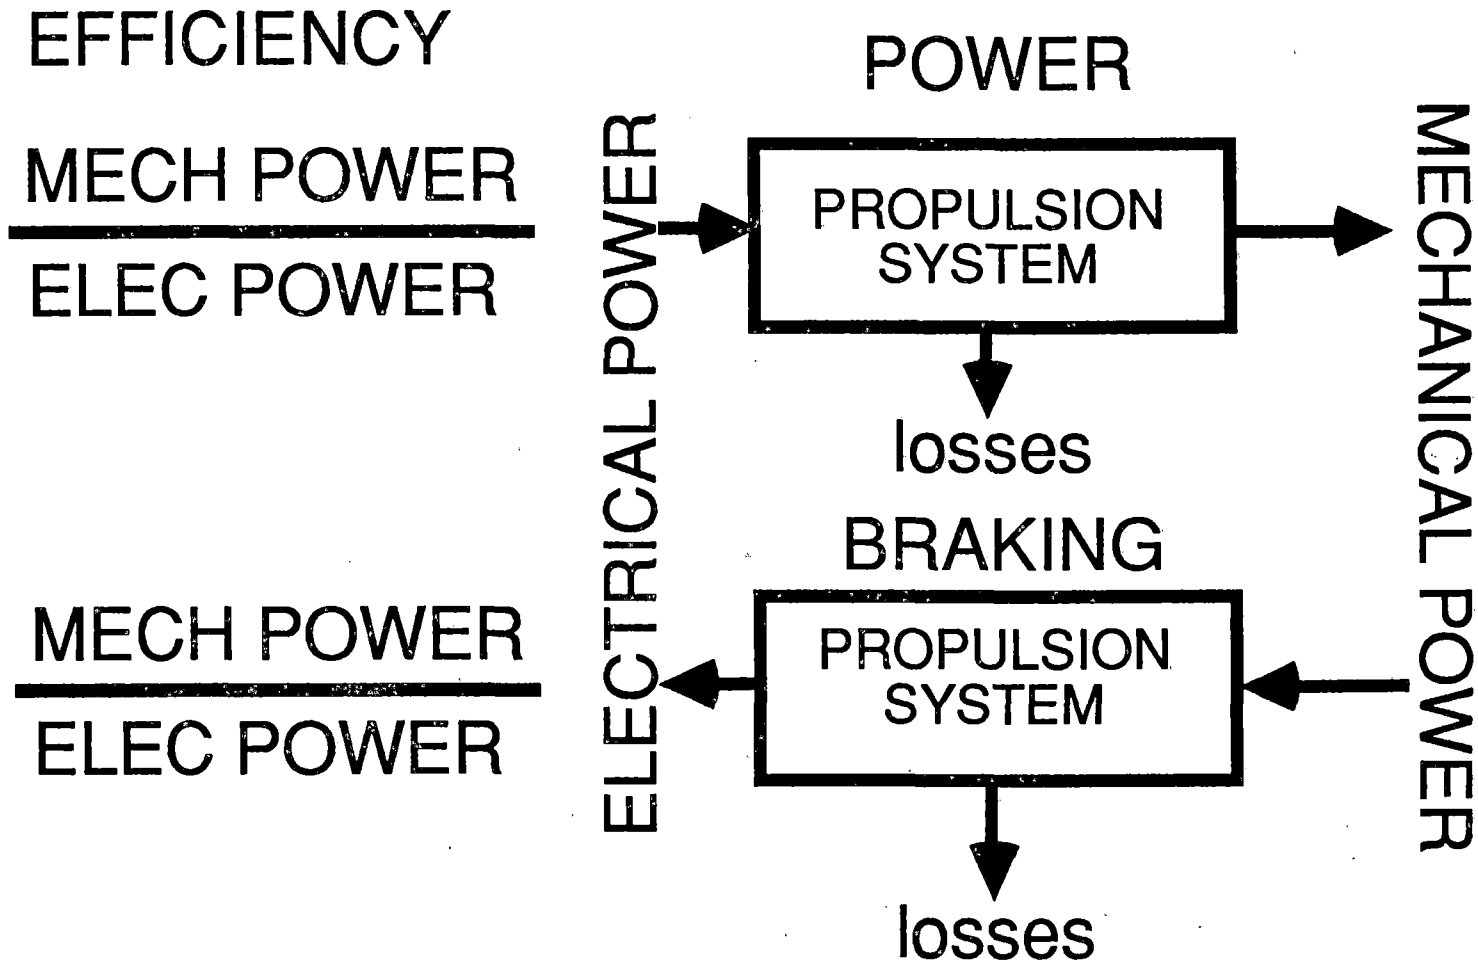 EFFICIENCY
MECH POWER
ELEC POWER
MECH POWER
ELEC POWER
ELECTRICAL POWER
POWER
PROPULSION
SYSTEM
losses
BRAKING
PROPULSION
SYSTEM
losses
MECHANICAL POWER